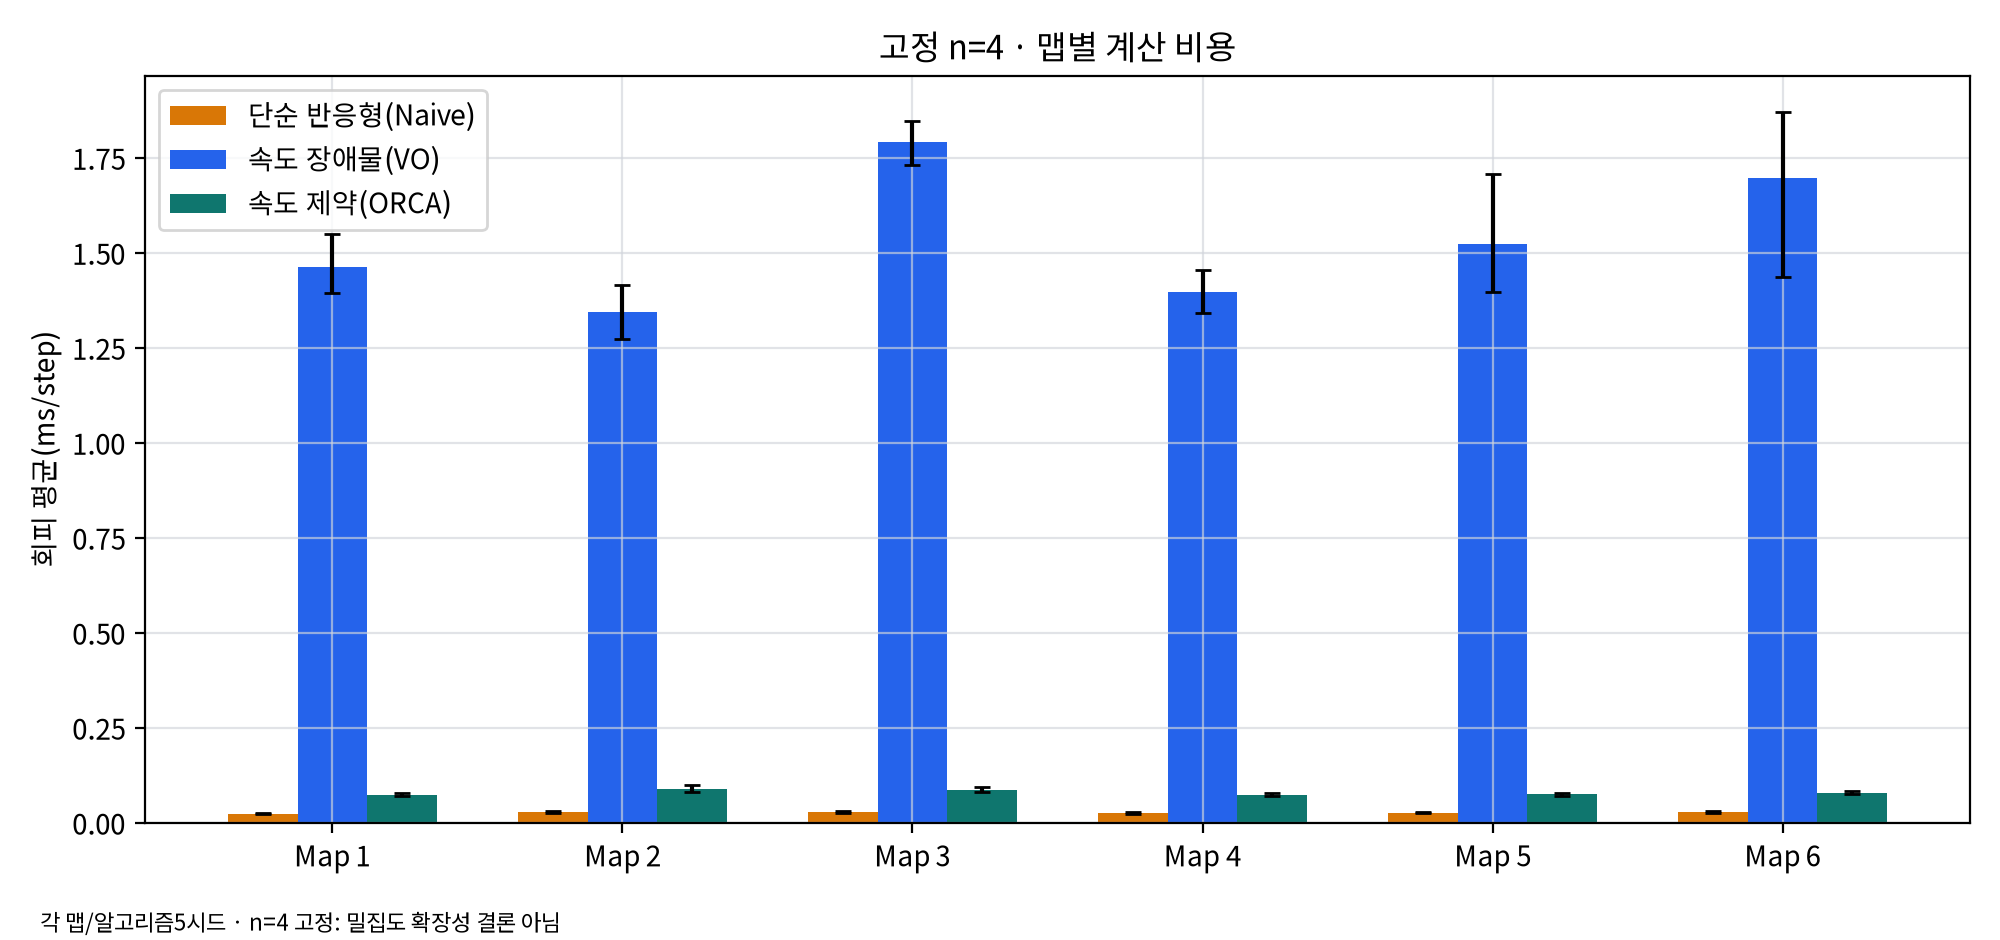 고정 n=4 · 맵별 계산 비용
단순 반응형(Naive)
속도 장애물(VO)
속도 제약(ORCA)
회피 평균(ms/step)
1.75
1.50
1.25
1.00
0.75
0.50
0.25
0.00
Map 1 Map 2 Map 3 Map 4 Map 5 Map 6
각 맵/알고리즘5시드 · n=4 고정: 밀집도 확장성 결론 아님